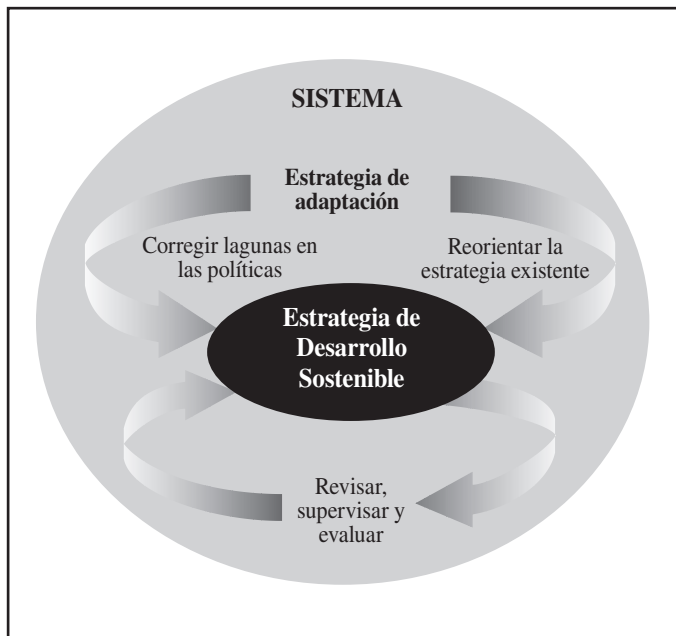 SISTEMA
Estrategia de
adaptación
Corregir lagunas en
las políticas
Reorientar la
estrategia existente
Estrategia de
Desarrollo
Sostenible
Revisar,
supervisar y
evaluar